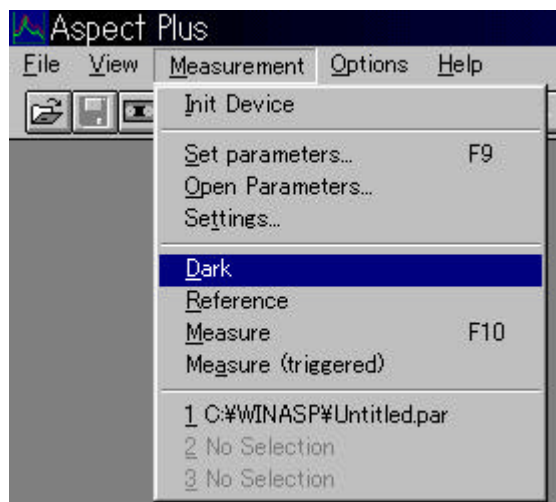 Aspect Plus
File View Measurement Options Help
Init Device
Set parameters... F9
Open Parameters...
Settings...
Dark
Reference
Measure F10
Measure (triggered)
1 C:¥WINASP¥Untitled.par
2 No Selection
3 No Selection